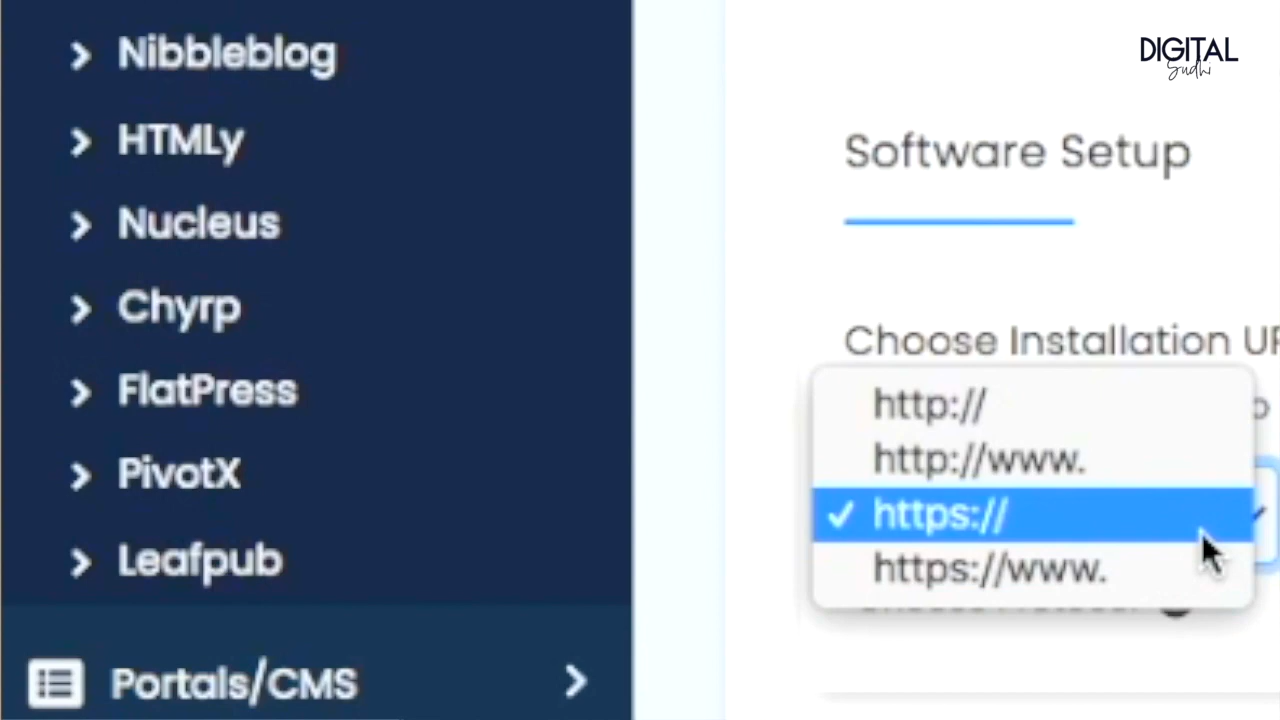 Nibbleblog
HTMLy
Nucleus
Chyrp
FlatPress
PivotX
Leafpub
Portals/CMS
DIGITAL
Sudhi
Software Setup
Choose Installation
http://
http://www.
https://
https://www.